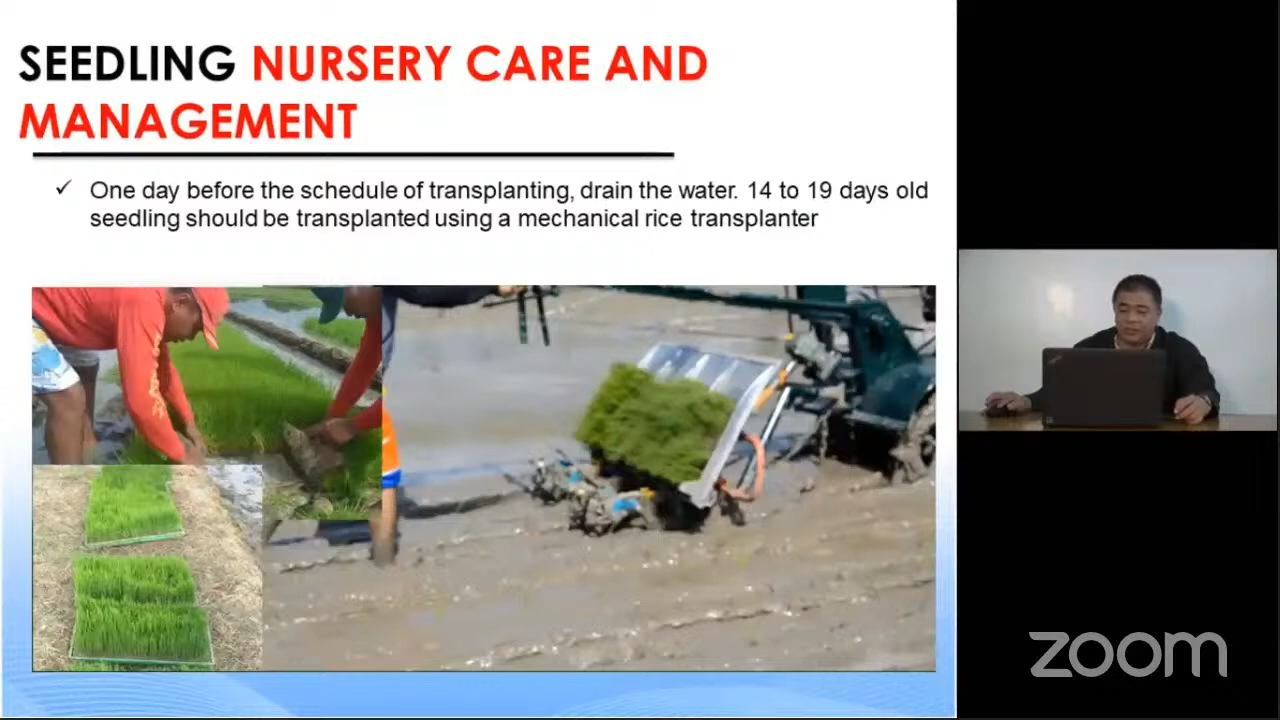 SEEDLING NURSERY CARE AND
MANAGEMENT
✓ One day before the schedule of transplanting, drain the water. 14 to 19 days old
seedling should be transplanted using a mechanical rice transplanter
zoom